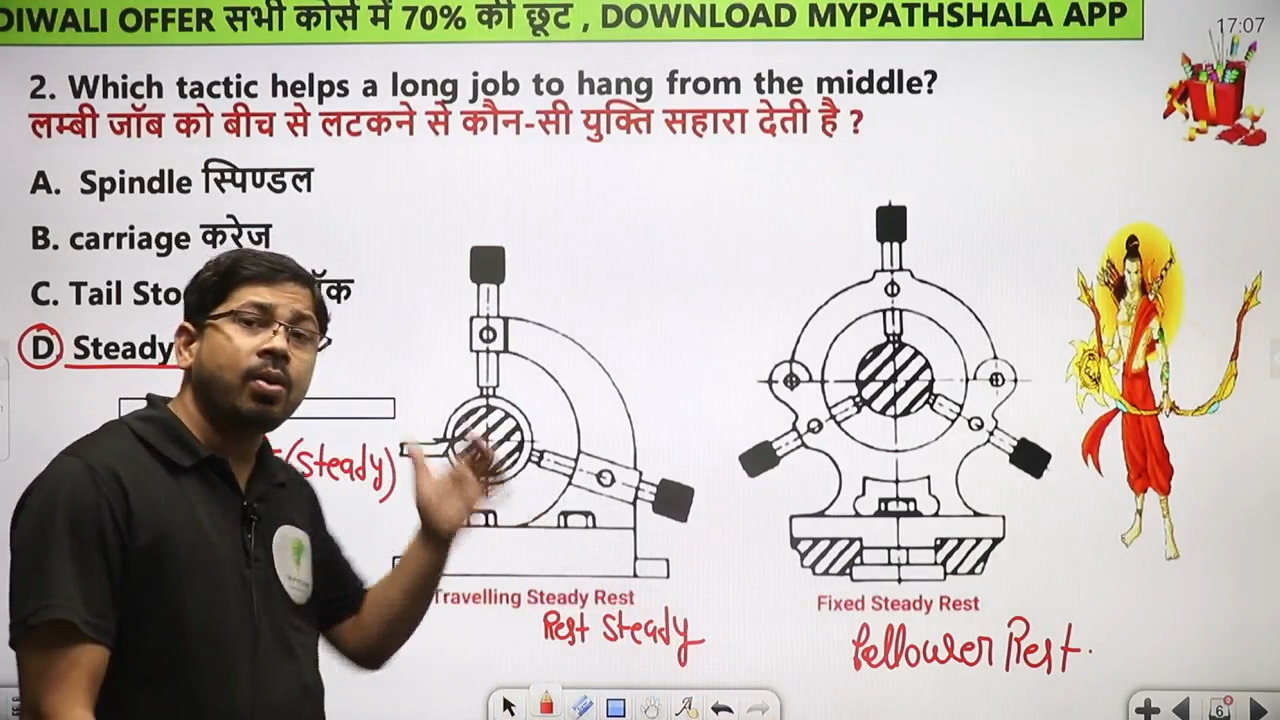 DIWALI OFFER सभी कोर्स में 70% की छूट , DOWNLOAD MYPATHSHALA APP
17:07
2. Which tactic helps a long job to hang from the middle?
लम्बी जॉब को बीच से लटकने से कौन-सी युक्ति सहारा देती है ?
A. Spindle स्पिण्डल
B. carriage करेज
C. Tail
D. Steady
(Steady)
Travelling Steady Rest
Fixed Steady Rest
Rest Steady
Follower Rest.
6